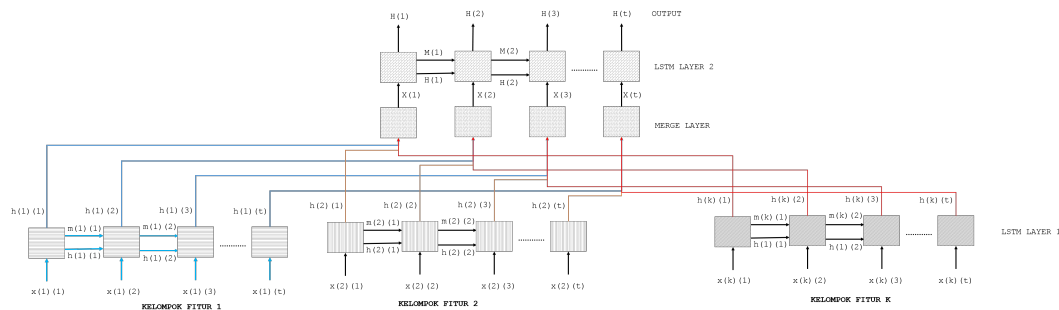 H(1) H(2) H(3) H(t) OUTPUT
M(1) M(2)
LSTM LAYER 2
H(1) H(2)
X(1) X(2) X(3) X(t)
MERGE LAYER
h(1)(1) h(1)(2) h(1)(3) h(1)(t) h(2)(1) h(2)(2) h(2)(3) h(2)(t) h(k)(1) h(k)(2) h(k)(3) h(k)(t)
m(1)(1) m(1)(2) m(2)(1) m(2)(2) m(k)(1) m(k)(2)
............ ............ ............ ............
LSTM LAYER 1
h(1)(1) h(1)(2) h(2)(1) h(2)(2) h(1)(1) h(1)(2)
x(1)(1) x(1)(2) x(1)(3) x(1)(t) x(2)(1) x(2)(2) x(2)(3) x(2)(t) x(k)(1) x(k)(2) x(k)(3) x(k)(t)
KELOMPOK FITUR 1 KELOMPOK FITUR 2 KELOMPOK FITUR K